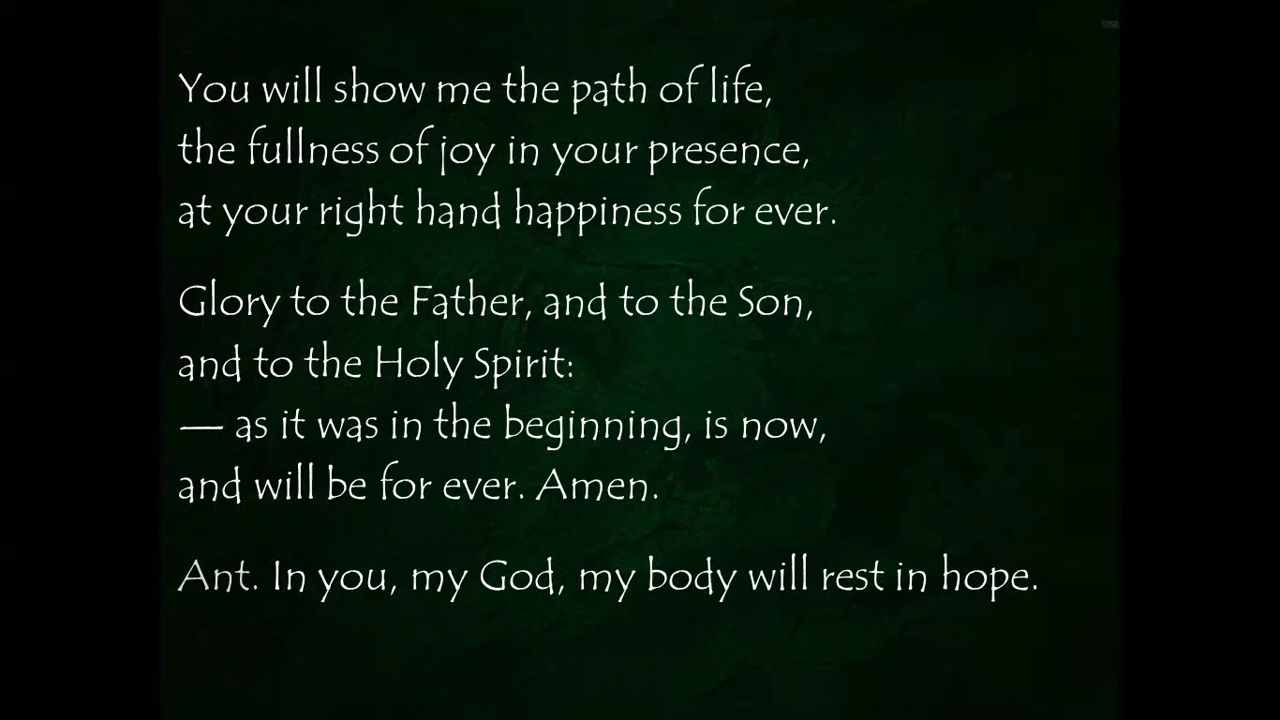 You will show me the path of life,
the fullness of joy in your presence,
at your right hand happiness for ever.
Glory to the Father, and to the Son,
and to the Holy Spirit:
— as it was in the beginning, is now,
and will be for ever. Amen.
Ant. In you, my God, my body will rest in hope.